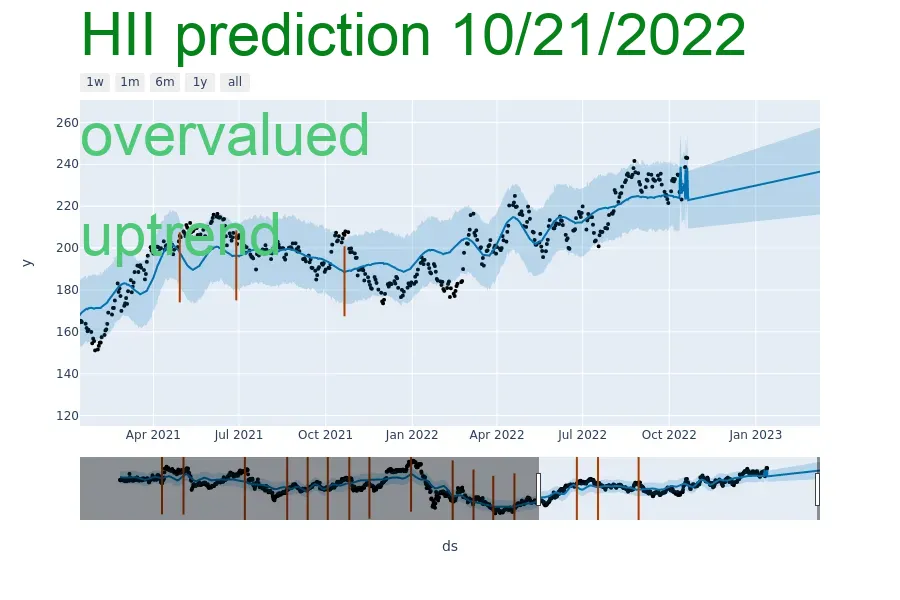 HII prediction 10/21/2022
1w 1m 6m 1y all
overvalued
uptrend
260
240
220
200
180
160
140
120
y
Apr 2021 Jul 2021 Oct 2021 Jan 2022 Apr 2022 Jul 2022 Oct 2022 Jan 2023
ds